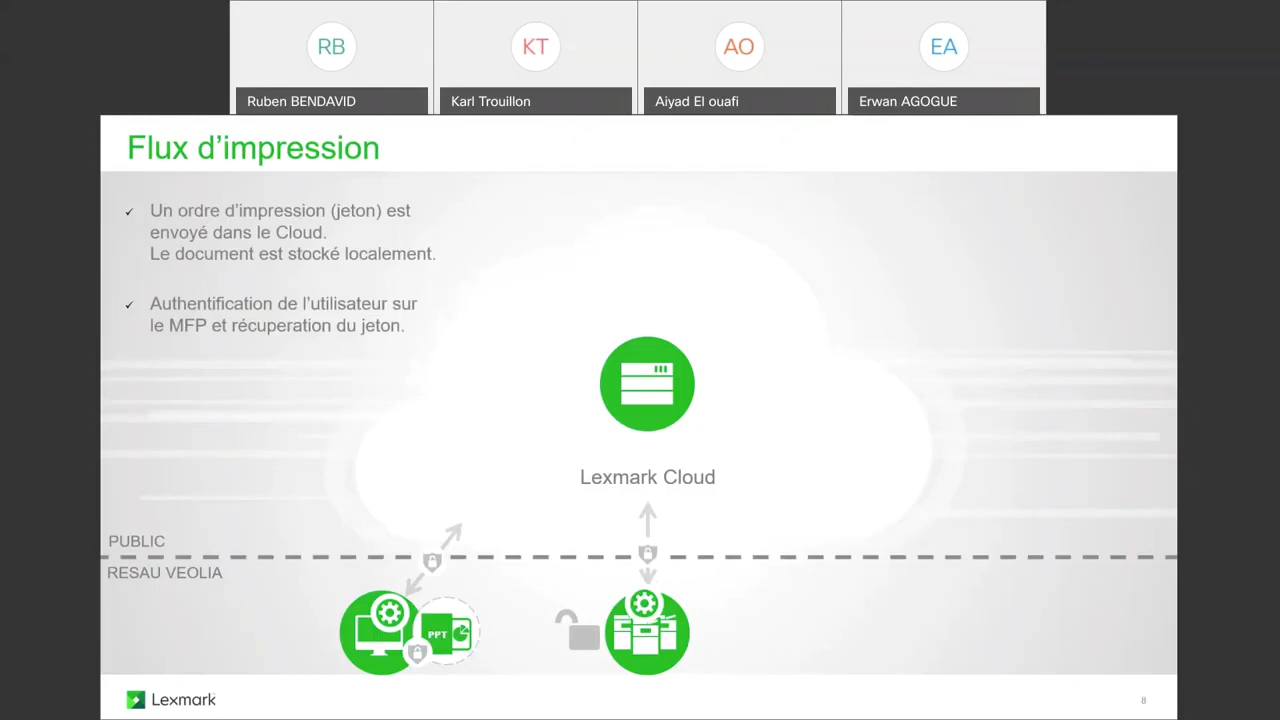 RB
KT
AO
EA
Ruben BENDAVID
Karl Trouillon
Aiyad El ouafi
Erwan AGOGUE
Flux d’impression
✓ Un ordre d’impression (jeton) est
envoyé dans le Cloud.
Le document est stocké localement.
✓ Authentification de l’utilisateur sur
le MFP et récuperation du jeton.
Lexmark Cloud
PUBLIC
RESAU VEOLIA
PPT
Lexmark
8